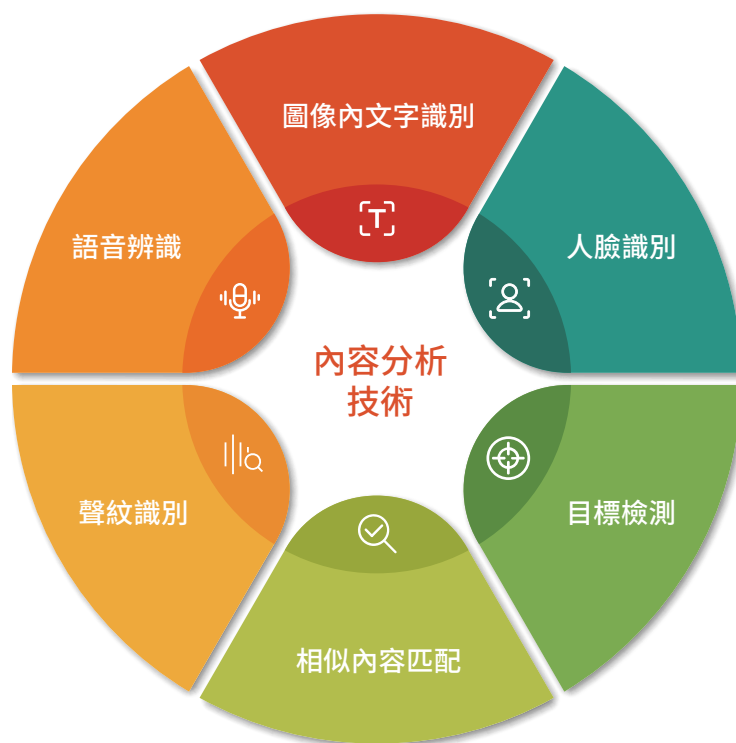 圖像內文字識別
語音辨識
人臉識別
內容分析
技術
聲紋識別
目標檢測
相似內容匹配